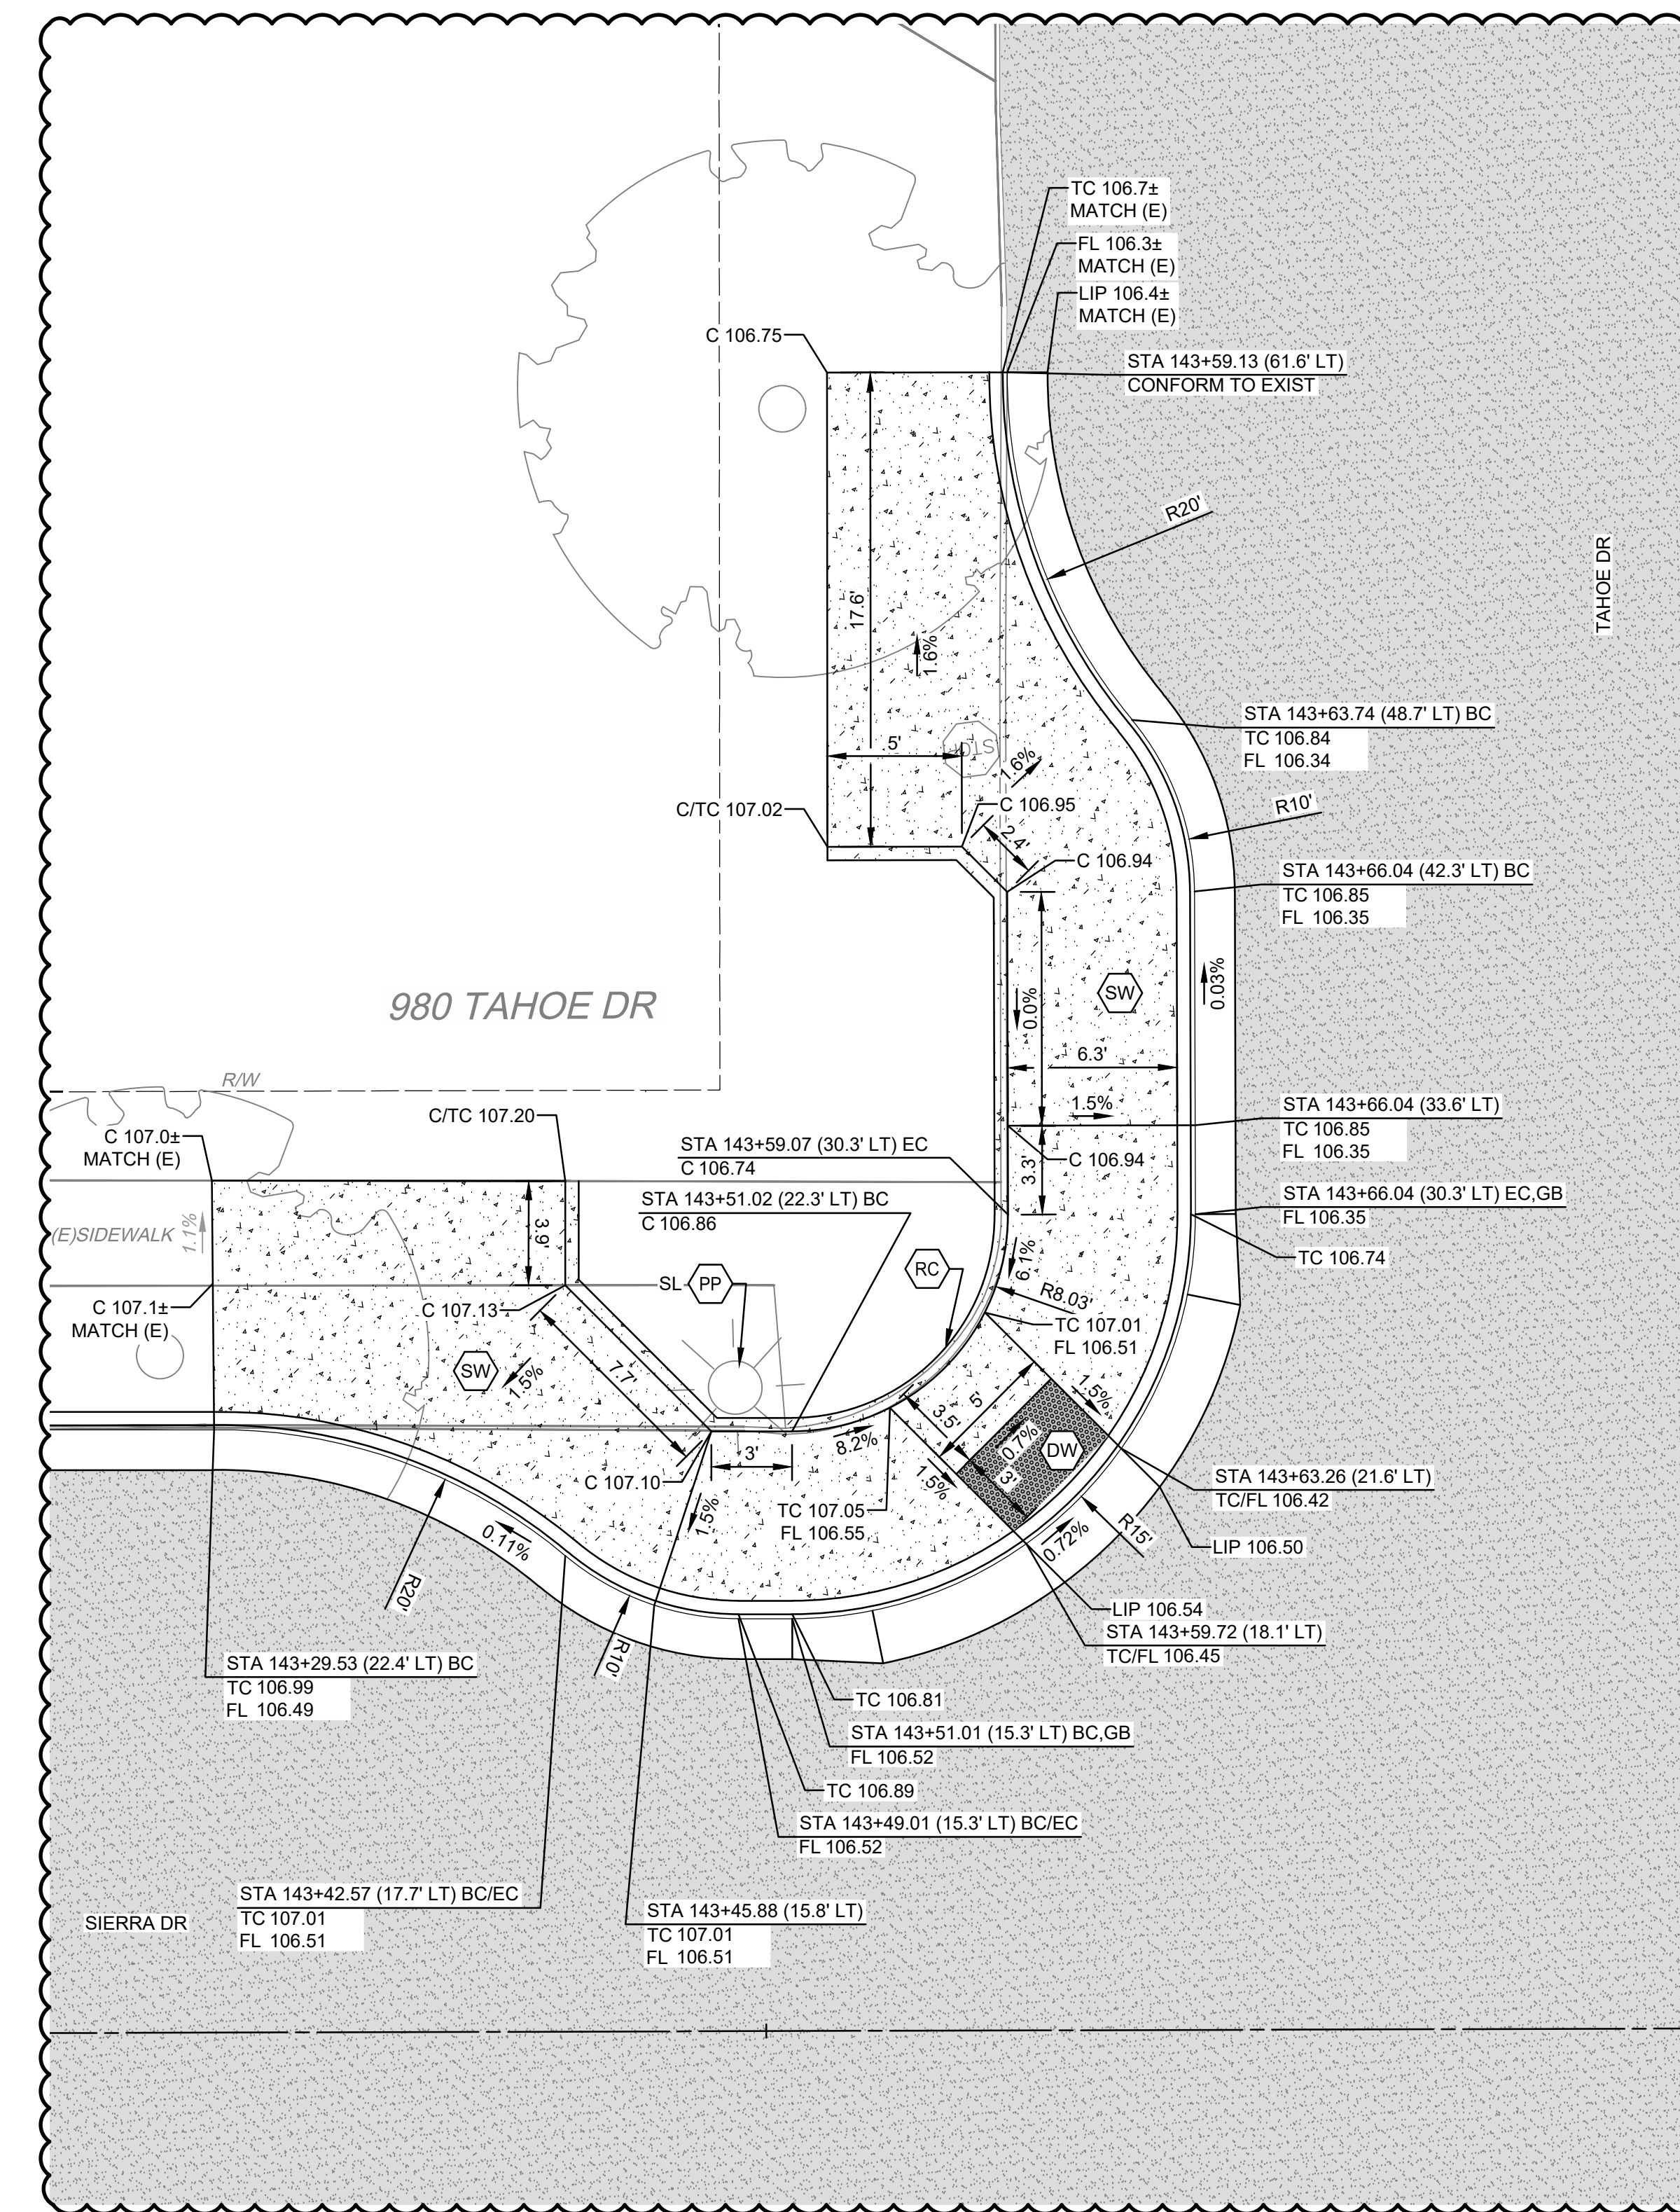 TC 106.7±
MATCH (E)
FL 106.3±
MATCH (E)
LIP 106.4±
MATCH (E)
C 106.75
STA 143+59.13 (61.6' LT)
CONFORM TO EXIST
R20'
TAHOE DR
17.6'
1.6%
STA 143+63.74 (48.7' LT) BC
TC 106.84
FL 106.34
5'
STOP
1.6%
C/TC 107.02
C 106.95
R10'
2.4'
C 106.94
STA 143+66.04 (42.3' LT) BC
TC 106.85
FL 106.35
980 TAHOE DR
0.0%
SW
0.03%
6.3'
R/W
1.5%
C/TC 107.20
STA 143+66.04 (33.6' LT)
TC 106.85
FL 106.35
C 107.0±
MATCH (E)
STA 143+59.07 (30.3' LT) EC
C 106.74
C 106.94
3.3'
STA 143+51.02 (22.3' LT) BC
C 106.86
STA 143+66.04 (30.3' LT) EC,GB
FL 106.35
(E)SIDEWALK
1.1%
3.9'
TC 106.74
6.1%
RC
SL
PP
R8.03'
C 107.1±
MATCH (E)
C 107.13
TC 107.01
FL 106.51
SW
1.5%
7.7'
1.5%
5'
3.5'
8.2%
0.7%
DW
3'
3'
1.5%
C 107.10
STA 143+63.26 (21.6' LT)
TC/FL 106.42
TC 107.05
FL 106.55
1.5%
0.11%
0.72%
R15'
LIP 106.50
R20'
LIP 106.54
STA 143+59.72 (18.1' LT)
TC/FL 106.45
R10'
STA 143+29.53 (22.4' LT) BC
TC 106.99
FL 106.49
TC 106.81
STA 143+51.01 (15.3' LT) BC,GB
FL 106.52
TC 106.89
STA 143+49.01 (15.3' LT) BC/EC
FL 106.52
STA 143+42.57 (17.7' LT) BC/EC
TC 107.01
FL 106.51
STA 143+45.88 (15.8' LT)
TC 107.01
FL 106.51
SIERRA DR